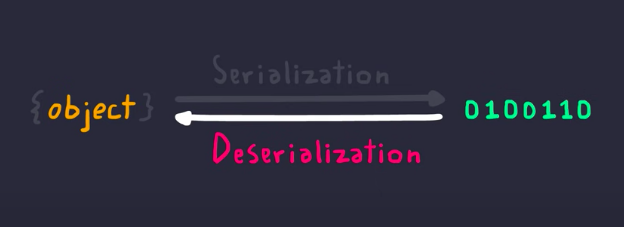 Serialization
{object}
0100110
Deserialization